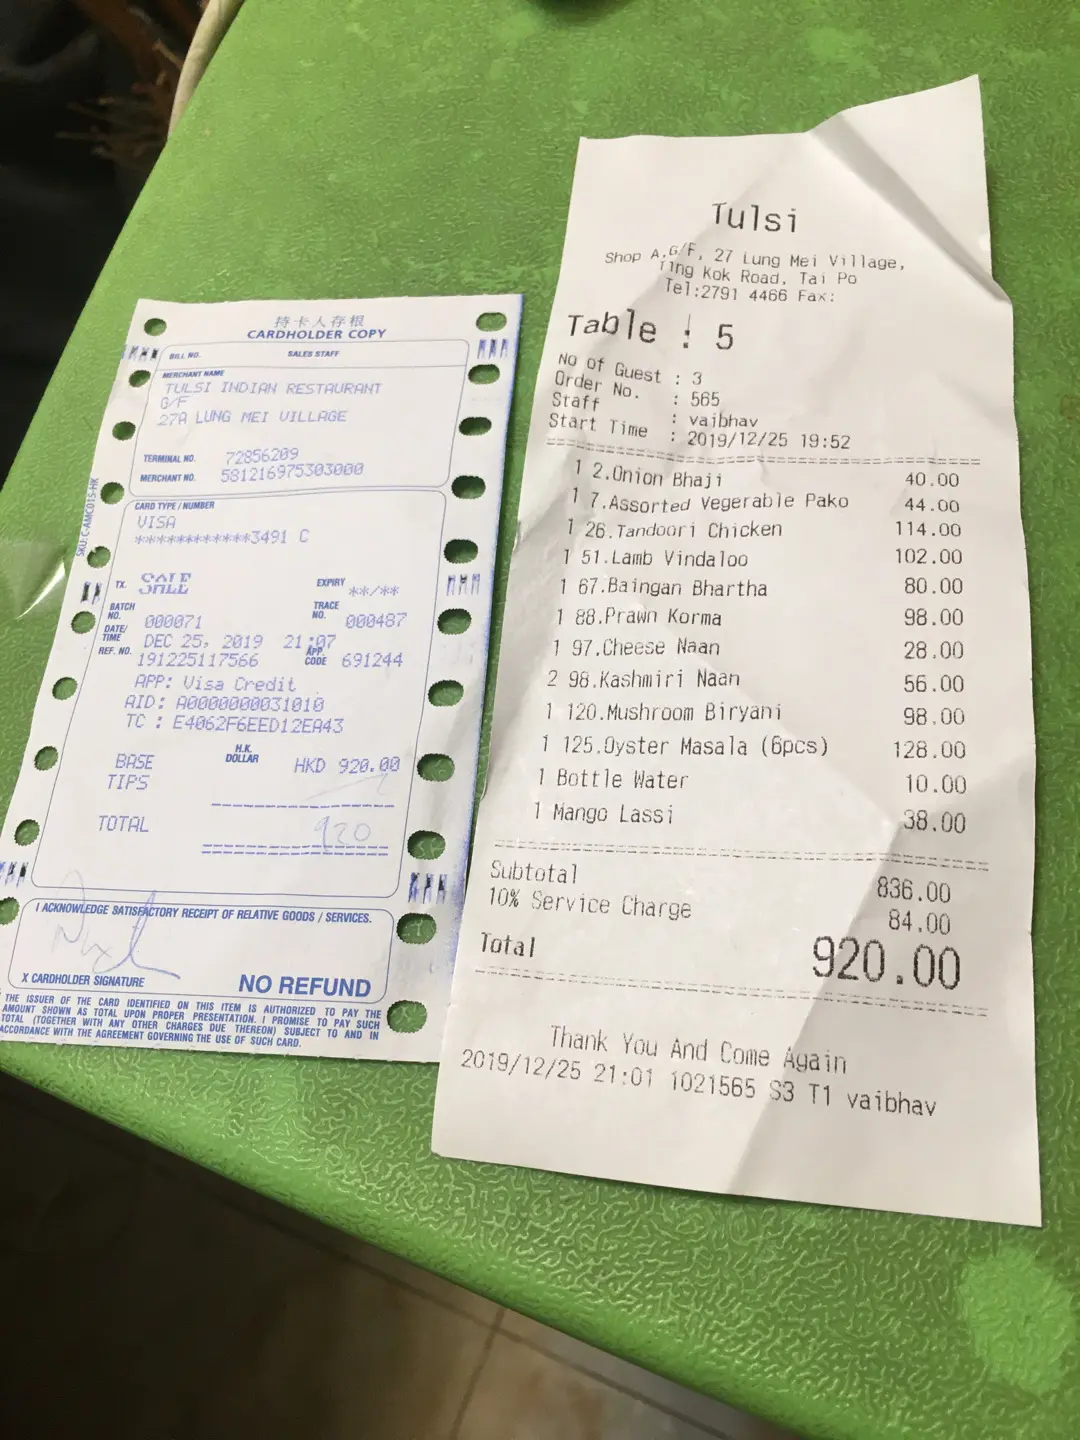 持卡人存根
CARDHOLDER COPY
BILL NO. SALES STAFF
MERCHANT NAME
TULSI INDIAN RESTAURANT
G/F
27A LUNG MEI VILLAGE
TERMINAL NO. 72856209
MERCHANT NO. 581216975303000
SKU: C-AMC015-HK
CARD TYPE / NUMBER
VISA
************3491 C
TX. SALE EXPIRY **/**
BATCH NO. 000071 TRACE NO. 000487
DATE/TIME DEC 25, 2019 21:07
REF. NO. 191225117566 APP. CODE 691244
APP: Visa Credit
AID: A0000000031010
TC : E4062F6EED12EA43
BASE H.K. DOLLAR HKD 920.00
TIPS
TOTAL 920
I ACKNOWLEDGE SATISFACTORY RECEIPT OF RELATIVE GOODS / SERVICES.
X CARDHOLDER SIGNATURE NO REFUND
THE ISSUER OF THE CARD IDENTIFIED ON THIS ITEM IS AUTHORIZED TO PAY THE
AMOUNT SHOWN AS TOTAL UPON PROPER PRESENTATION. I PROMISE TO PAY SUCH
TOTAL (TOGETHER WITH ANY OTHER CHARGES DUE THEREON) SUBJECT TO AND IN
ACCORDANCE WITH THE AGREEMENT GOVERNING THE USE OF SUCH CARD.
Tulsi
Shop A,G/F, 27 Lung Mei Village,
Ting Kok Road, Tai Po
Tel:2791 4466 Fax:
Table : 5
No of Guest : 3
Order No. : 565
Staff : vaibhav
Start Time : 2019/12/25 19:52
1 2.Onion Bhaji 40.00
1 7.Assorted Vegerable Pako 44.00
1 26.Tandoori Chicken 114.00
1 51.Lamb Vindaloo 102.00
1 67.Baingan Bhartha 80.00
1 88.Prawn Korma 98.00
1 97.Cheese Naan 28.00
2 98.Kashmiri Naan 56.00
1 120.Mushroom Biryani 98.00
1 125.Oyster Masala (6pcs) 128.00
1 Bottle Water 10.00
1 Mango Lassi 38.00
Subtotal 836.00
10% Service Charge 84.00
Total 920.00
Thank You And Come Again
2019/12/25 21:01 1021565 S3 T1 vaibhav